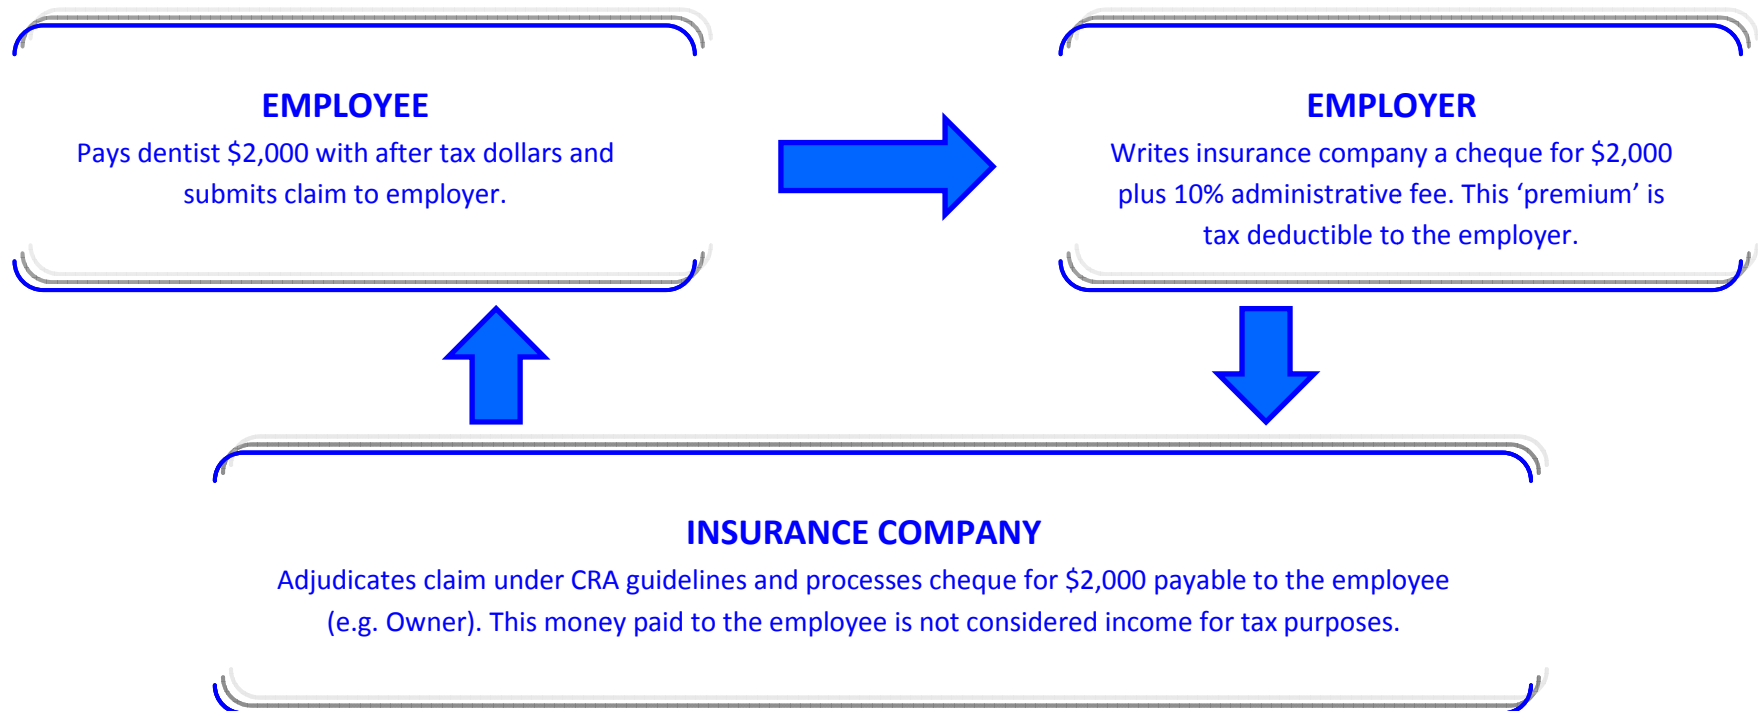 EMPLOYEE
Pays dentist $2,000 with after tax dollars and
submits claim to employer.
EMPLOYER
Writes insurance company a cheque for $2,000
plus 10% administrative fee. This ‘premium’ is
tax deductible to the employer.
INSURANCE COMPANY
Adjudicates claim under CRA guidelines and processes cheque for $2,000 payable to the employee
(e.g. Owner). This money paid to the employee is not considered income for tax purposes.